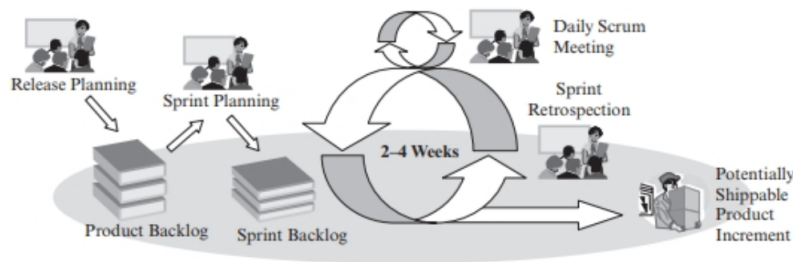 Release Planning
Sprint Planning
Daily Scrum
Meeting
Sprint
Retrospection
2–4 Weeks
Product Backlog
Sprint Backlog
Potentially
Shippable
Product
Increment